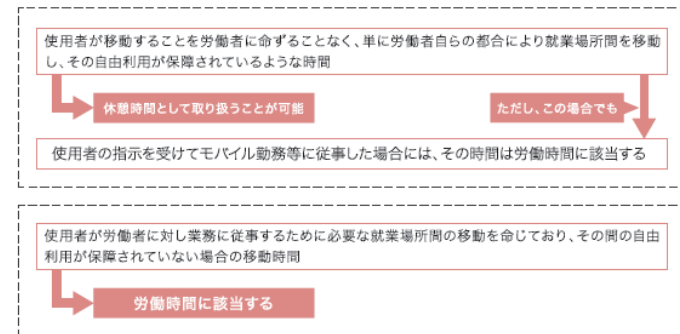 使用者が移動することを労働者に命ずることなく、単に労働者自らの都合により就業場所間を移動
し、その自由利用が保障されているような時間
休憩時間として取り扱うことが可能
ただし、この場合でも
使用者の指示を受けてモバイル勤務等に従事した場合には、その時間は労働時間に該当する
使用者が労働者に対し業務に従事するために必要な就業場所間の移動を命じており、その間の自由
利用が保障されていない場合の移動時間
労働時間に該当する